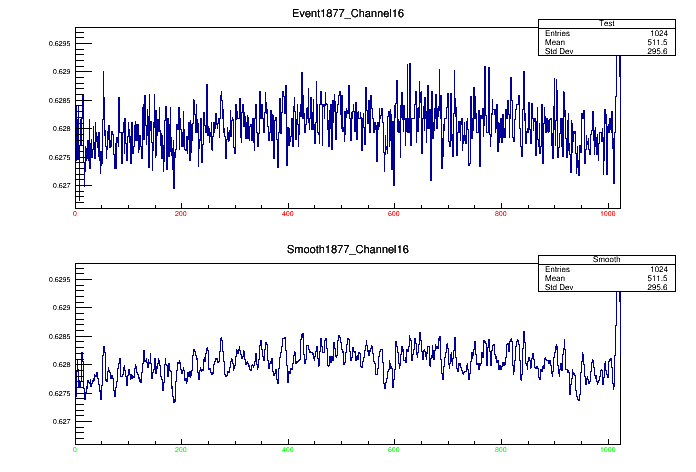 Event1877_Channel16
Test
Entries 1024
Mean 511.5
Std Dev 295.6
0.6295
0.629
0.6285
0.628
0.6275
0.627
0 200 400 600 800 1000
Smooth1877_Channel16
Smooth
Entries 1024
Mean 511.5
Std Dev 295.6
0.6295
0.629
0.6285
0.628
0.6275
0.627
0 200 400 600 800 1000